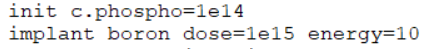 init c.phospho=1e14
implant boron dose=1e15 energy=10